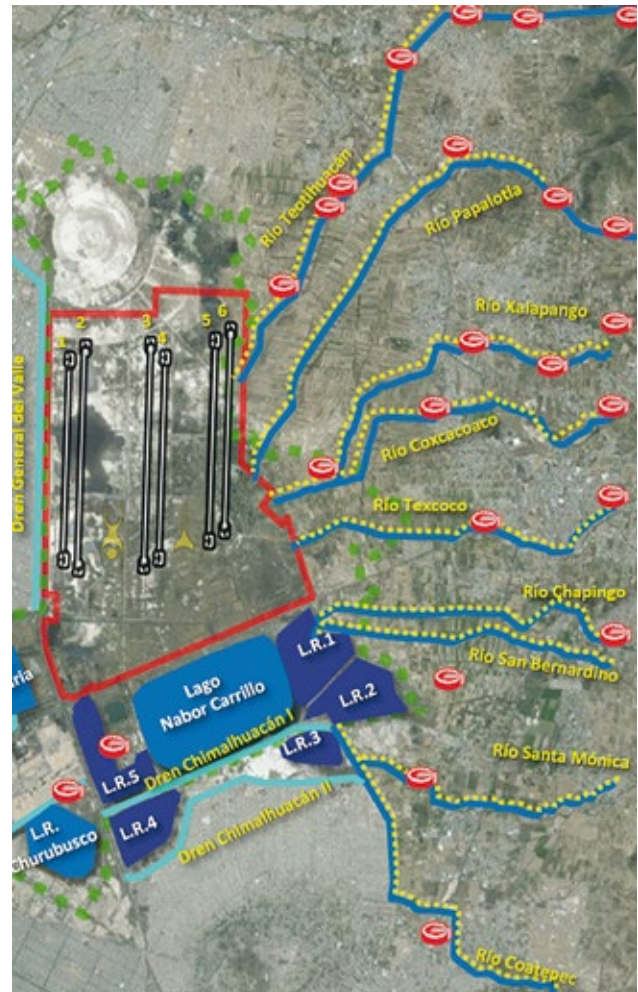 Río Teotihuacán
Río Papalotla
Río Xalapango
1
2
3
4
5
6
Dren General del Valle
Río Coxcacoaco
Río Texcoco
Río Chapingo
Río San Bernardino
L.R.1
Lago
Nabor Carrillo
L.R.2
Dren Chimalhuacán I
L.R.3
L.R.5
Río Santa Mónica
L.R.4
Dren Chimalhuacán II
L.R.
Churubusco
Río Coatepec